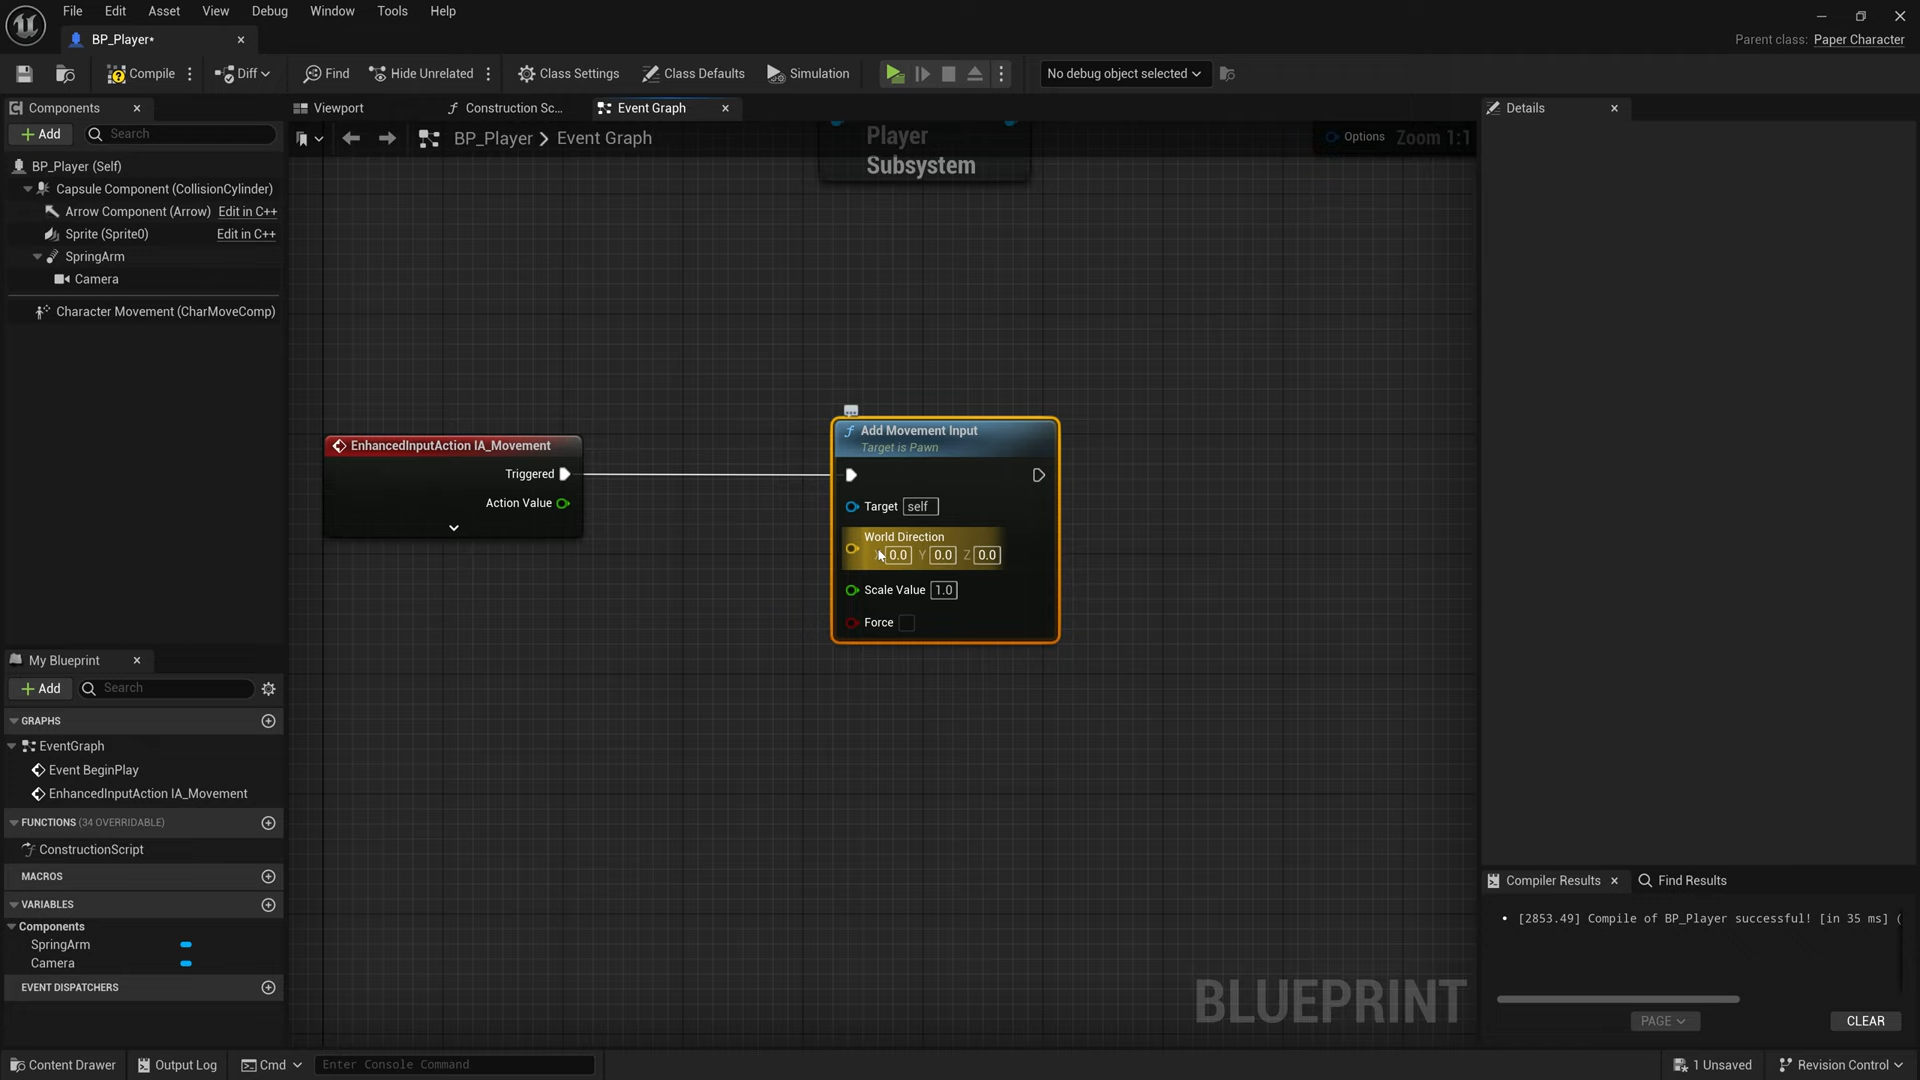 File Edit Asset View Debug Window Tools Help
BP_Player*
Parent class: Paper Character
Compile Diff Find Hide Unrelated Class Settings Class Defaults Simulation No debug object selected
Components
Viewport Construction Sc... Event Graph
Details
Add Search
BP_Player > Event Graph
Options Zoom 1:1
Player
Subsystem
BP_Player (Self)
Capsule Component (CollisionCylinder)
Arrow Component (Arrow) Edit in C++
Sprite (Sprite0) Edit in C++
SpringArm
Camera
Character Movement (CharMoveComp)
EnhancedInputAction IA_Movement
Triggered
Action Value
Add Movement Input
Target is Pawn
Target self
World Direction
X 0.0 Y 0.0 Z 0.0
Scale Value 1.0
Force
My Blueprint
Add Search
GRAPHS
EventGraph
Event BeginPlay
EnhancedInputAction IA_Movement
FUNCTIONS (34 OVERRIDABLE)
ConstructionScript
MACROS
VARIABLES
Components
SpringArm
Camera
EVENT DISPATCHERS
BLUEPRINT
Compiler Results Find Results
• [2853.49] Compile of BP_Player successful! [in 35 ms] (
PAGE CLEAR
Content Drawer Output Log Cmd Enter Console Command
1 Unsaved Revision Control